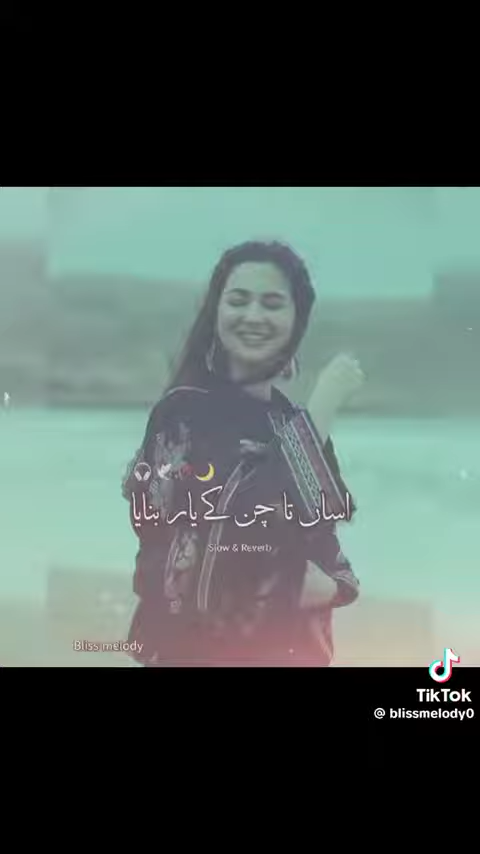 اساں تا چن کے یار بنایا
Slow & Reverb
Bliss melody
TikTok
@ blissmelody0